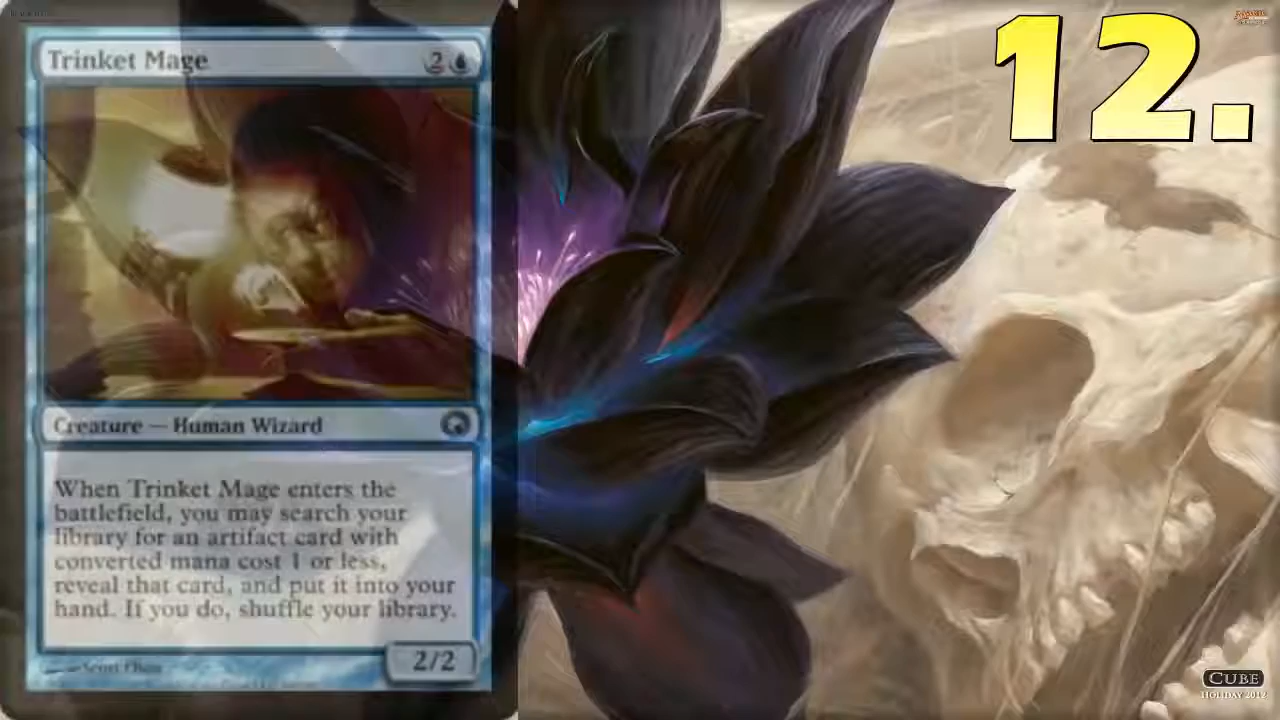 Trinket Mage
2
12.
Creature — Human Wizard
When Trinket Mage enters the
battlefield, you may search your
library for an artifact card with
converted mana cost 1 or less,
reveal that card, and put it into your
hand. If you do, shuffle your library.
Scott Chou
2/2
CUBE
HOLIDAY 2012